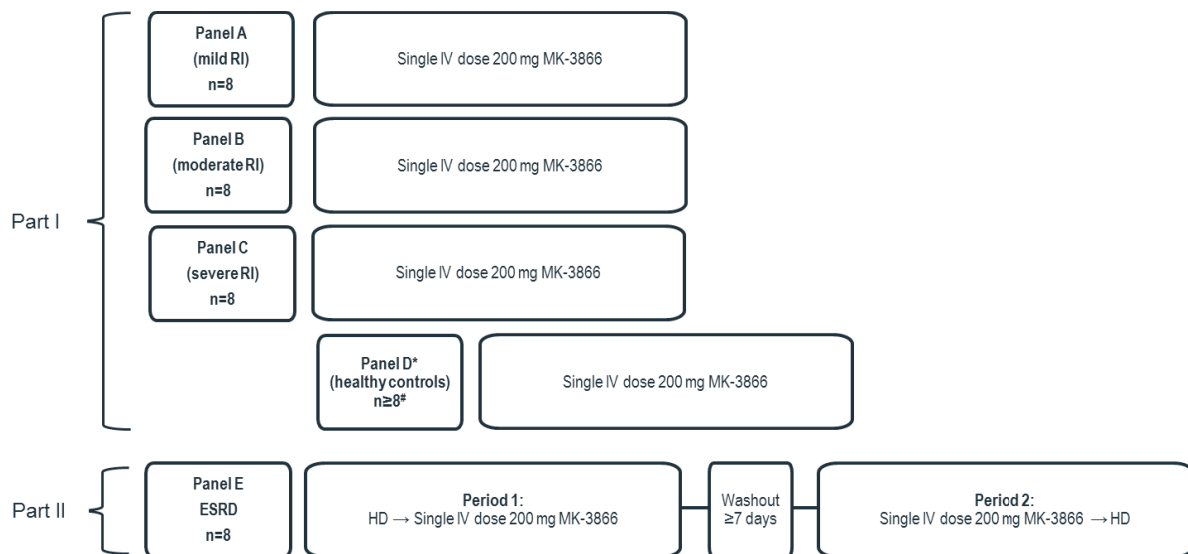 Part I
Panel A
(mild RI)
n=8
Single IV dose 200 mg MK-3866
Panel B
(moderate RI)
n=8
Single IV dose 200 mg MK-3866
Panel C
(severe RI)
n=8
Single IV dose 200 mg MK-3866
Panel D*
(healthy controls)
n≥8#
Single IV dose 200 mg MK-3866
Part II
Panel E
ESRD
n=8
Period 1:
HD → Single IV dose 200 mg MK-3866
Washout
≥7 days
Period 2:
Single IV dose 200 mg MK-3866 → HD